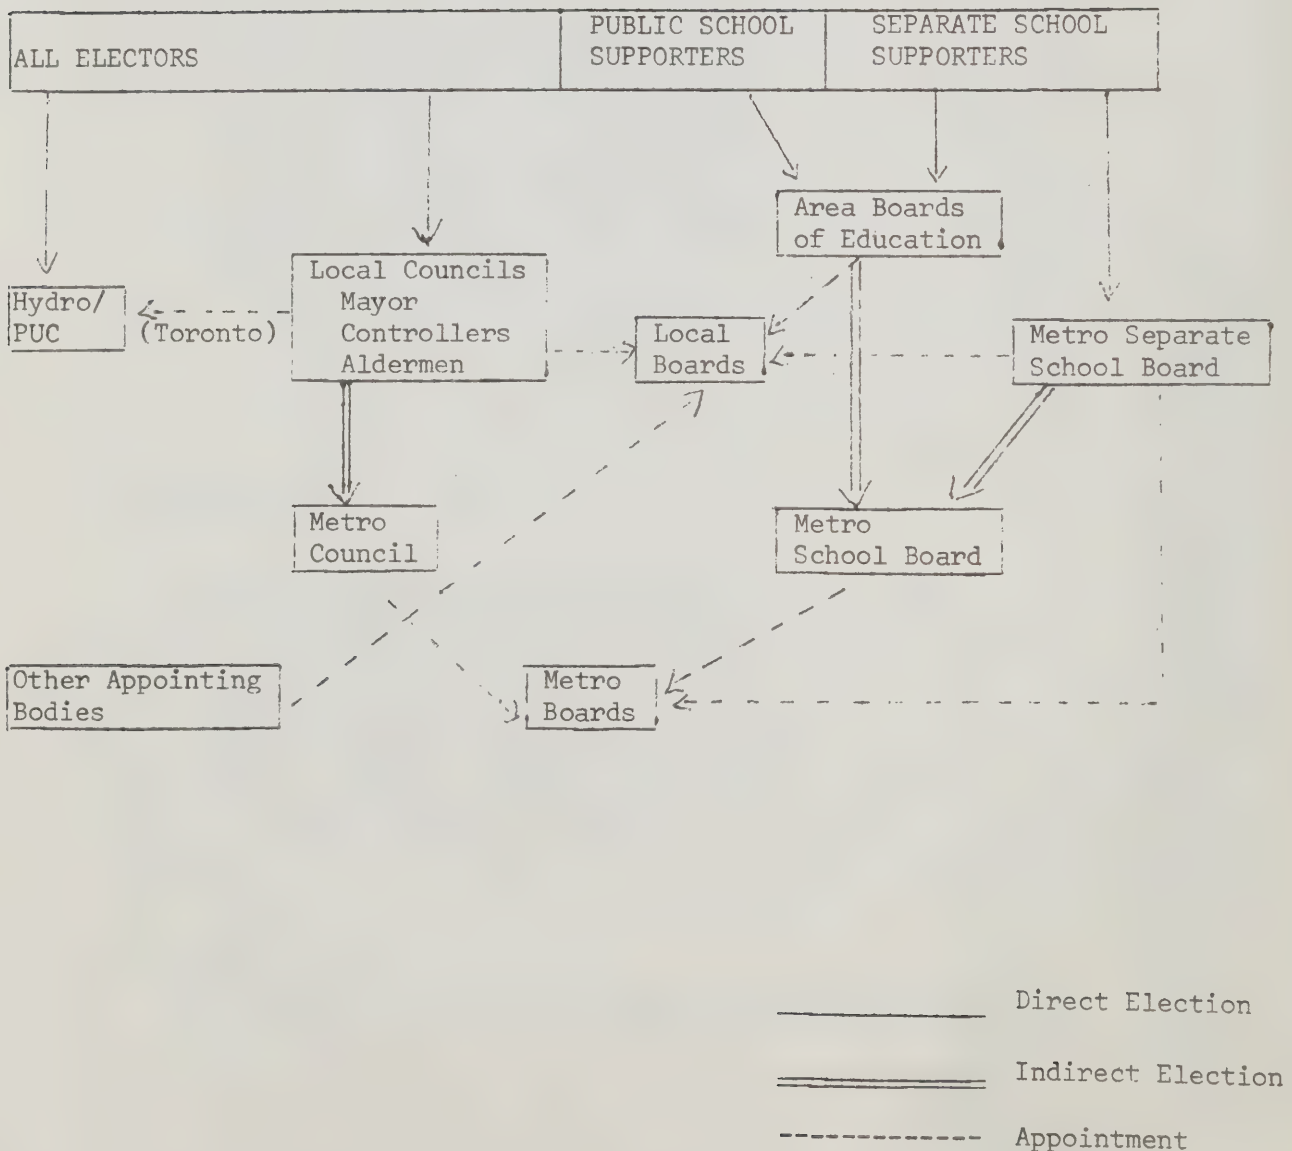 ALL ELECTORS
PUBLIC SCHOOL
SUPPORTERS
SEPARATE SCHOOL
SUPPORTERS
Area Boards
of Education
Local Councils
Mayor
Controllers
Aldermen
Hydro/
PUC
(Toronto)
Local
Boards
Metro Separate
School Board
Metro
Council
Metro
School Board
Other Appointing
Bodies
Metro
Boards
Direct Election
Indirect Election
Appointment